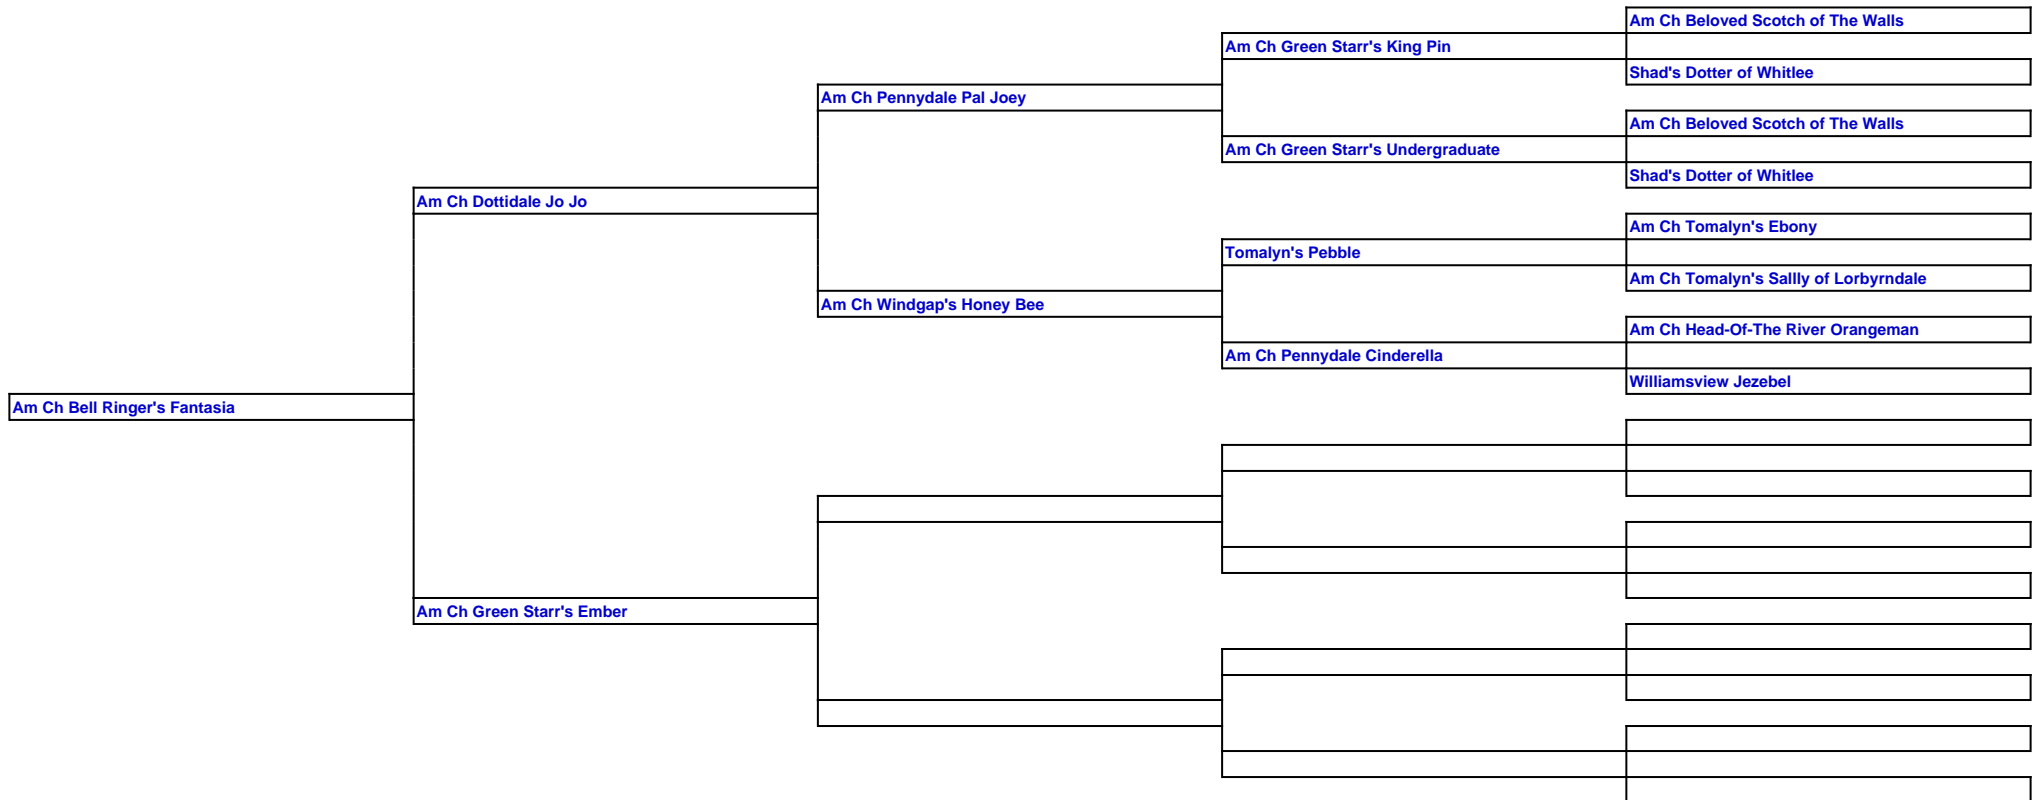 Am Ch Beloved Scotch of The Walls
Am Ch Green Starr's King Pin
Shad's Dotter of Whitlee
Am Ch Pennydale Pal Joey
Am Ch Beloved Scotch of The Walls
Am Ch Green Starr's Undergraduate
Shad's Dotter of Whitlee
Am Ch Dottidale Jo Jo
Am Ch Tomalyn's Ebony
Tomalyn's Pebble
Am Ch Tomalyn's Sallly of Lorbyrndale
Am Ch Windgap's Honey Bee
Am Ch Head-Of-The River Orangeman
Am Ch Pennydale Cinderella
Williamsview Jezebel
Am Ch Bell Ringer's Fantasia
Am Ch Green Starr's Ember